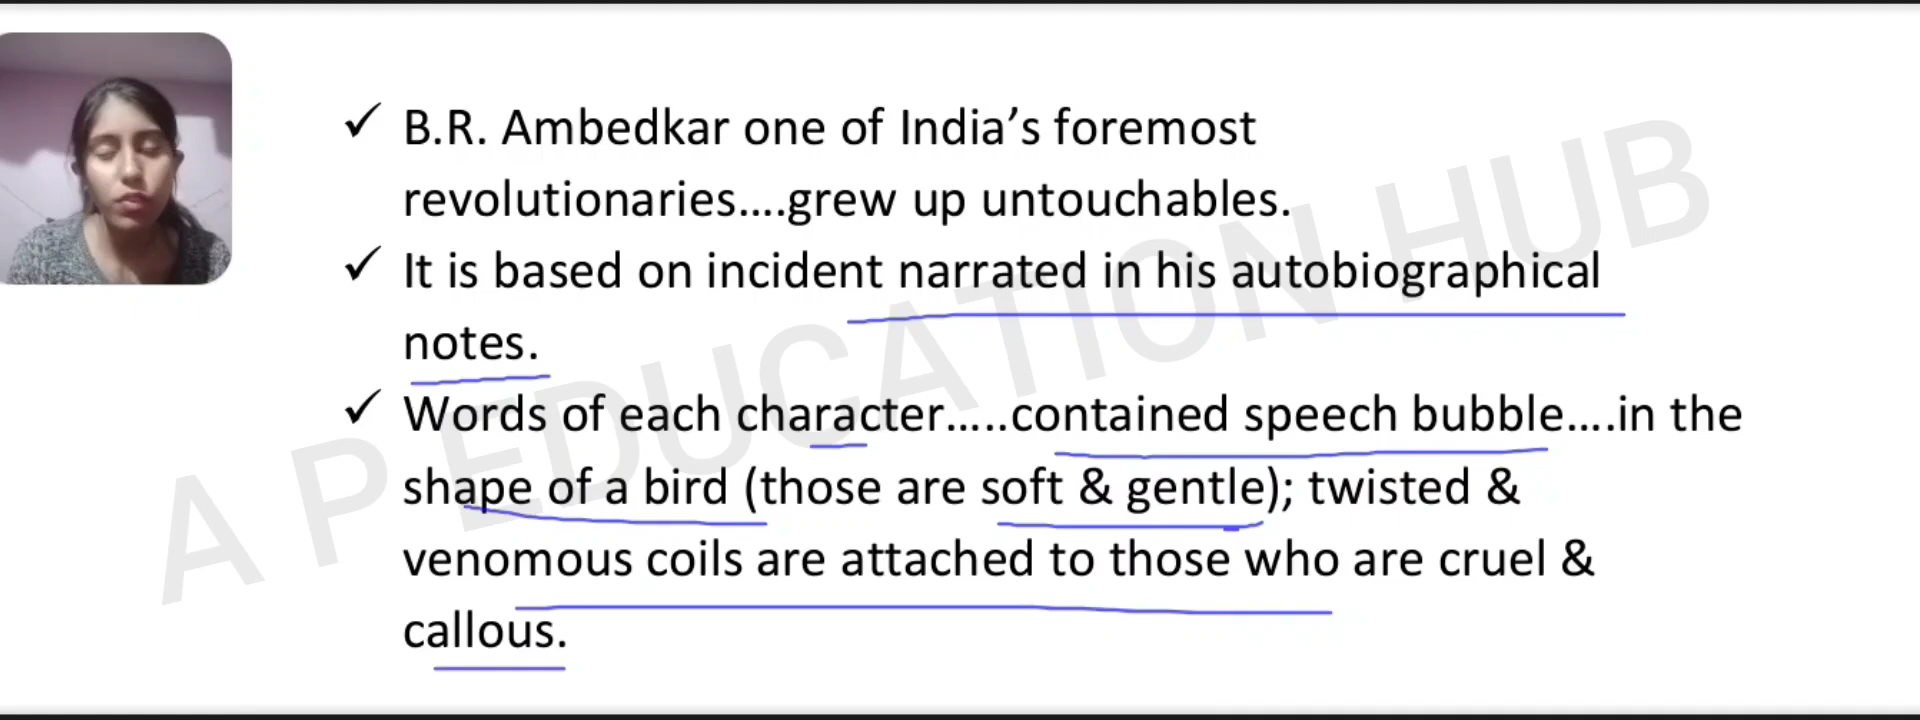 ✓ B.R. Ambedkar one of India’s foremost
revolutionaries....grew up untouchables.
✓ It is based on incident narrated in his autobiographical
notes.
✓ Words of each character.....contained speech bubble....in the
shape of a bird (those are soft & gentle); twisted &
venomous coils are attached to those who are cruel &
callous.
A P EDUCATION HUB